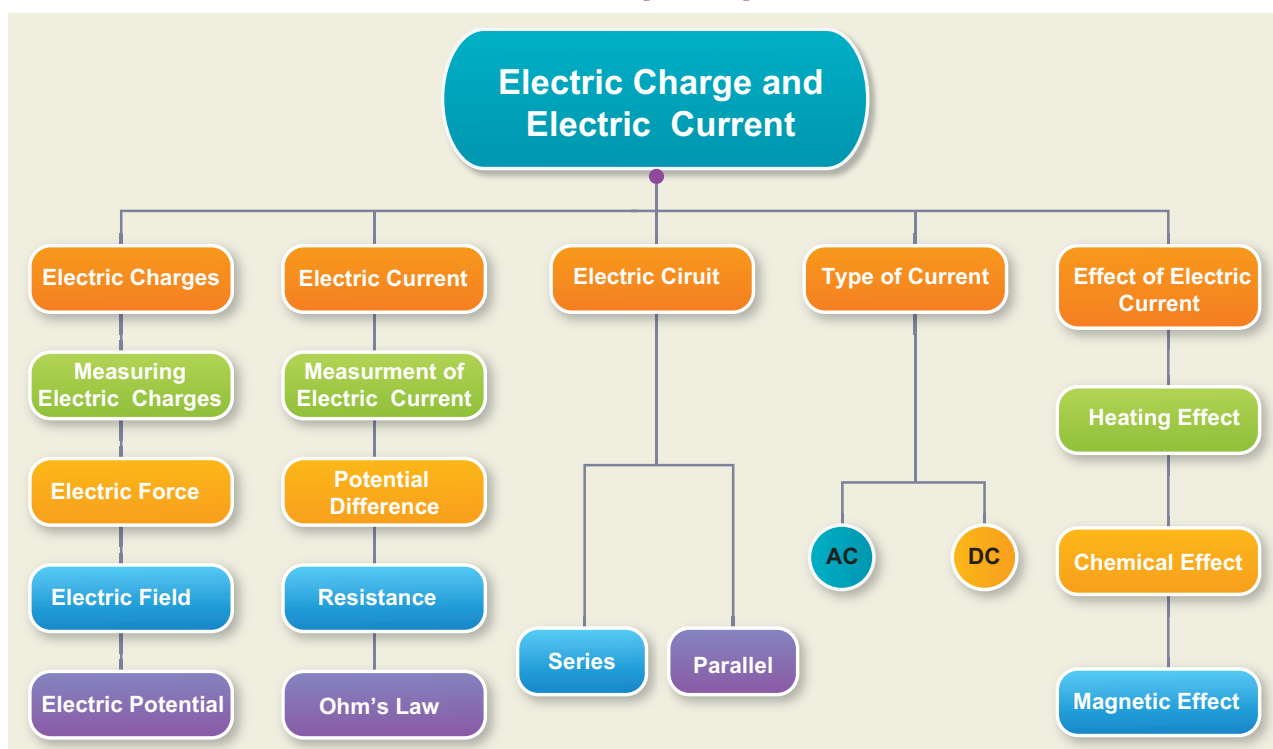 Electric Charge and
Electric Current
Electric Charges
Electric Current
Electric Ciruit
Type of Current
Effect of Electric
Current
Measuring
Electric Charges
Measurment of
Electric Current
Heating Effect
Electric Force
Potential
Difference
AC
DC
Chemical Effect
Electric Field
Resistance
Series
Parallel
Electric Potential
Ohm's Law
Magnetic Effect